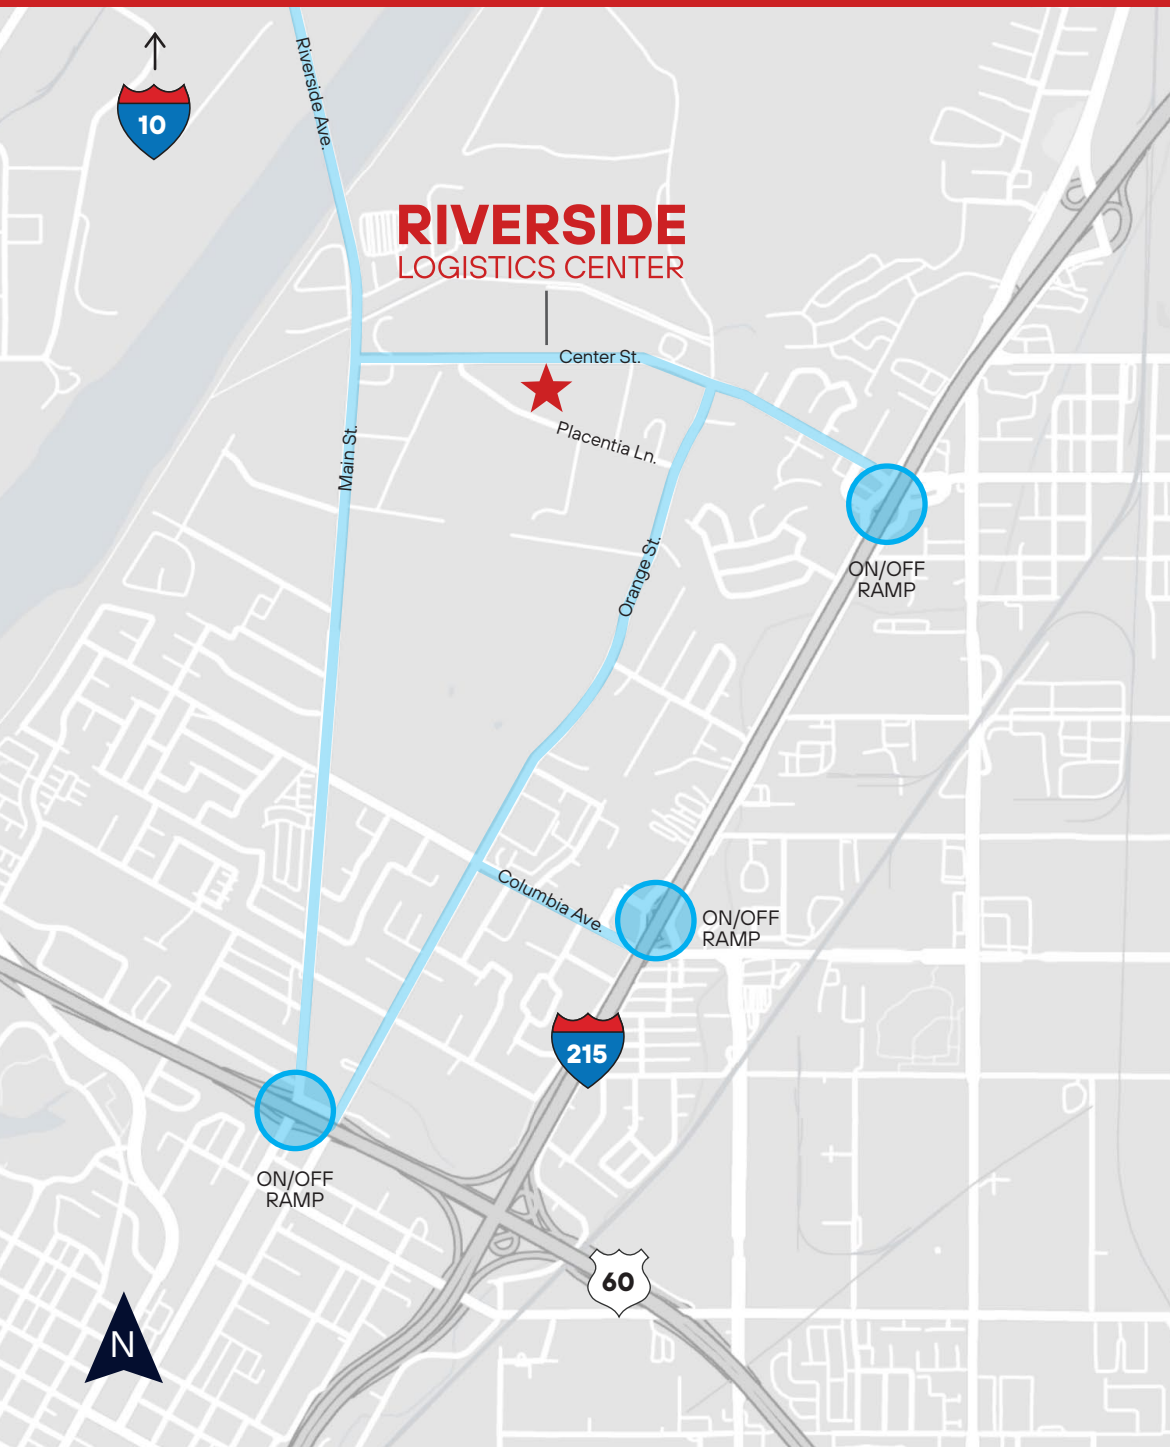 Riverside Ave.
10
RIVERSIDE
LOGISTICS CENTER
Center St.
Placentia Ln.
Main St.
Orange St.
ON/OFF
RAMP
Columbia Ave.
ON/OFF
RAMP
215
ON/OFF
RAMP
60
N